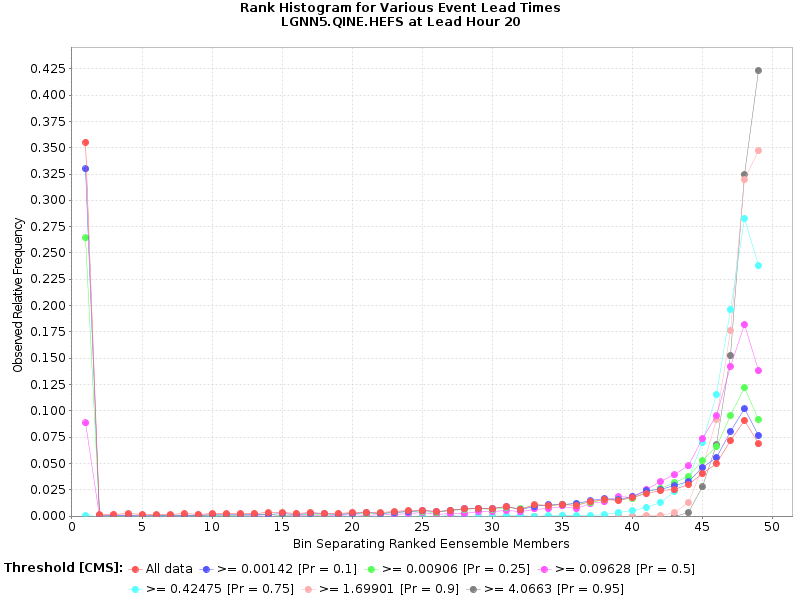 Rank Histogram for Various Event Lead Times
LGNN5.QINE.HEFS at Lead Hour 20
Observed Relative Frequency
0.425
0.400
0.375
0.350
0.325
0.300
0.275
0.250
0.225
0.200
0.175
0.150
0.125
0.100
0.075
0.050
0.025
0.000
0 5 10 15 20 25 30 35 40 45 50
Bin Separating Ranked Eensemble Members
Threshold [CMS]: All data >= 0.00142 [Pr = 0.1] >= 0.00906 [Pr = 0.25] >= 0.09628 [Pr = 0.5]
>= 0.42475 [Pr = 0.75] >= 1.69901 [Pr = 0.9] >= 4.0663 [Pr = 0.95]